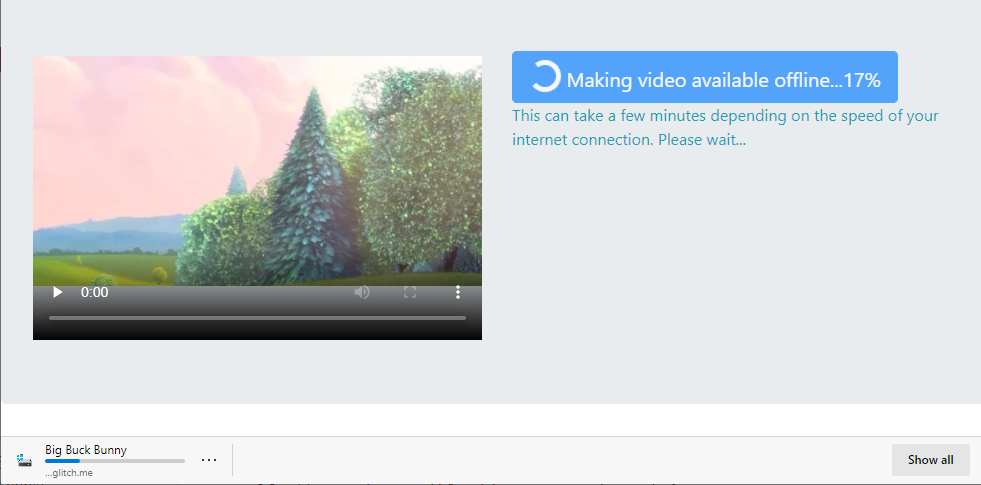 Making video available offline...17%
This can take a few minutes depending on the speed of your
internet connection. Please wait...
0:00
Big Buck Bunny
...glitch.me
Show all